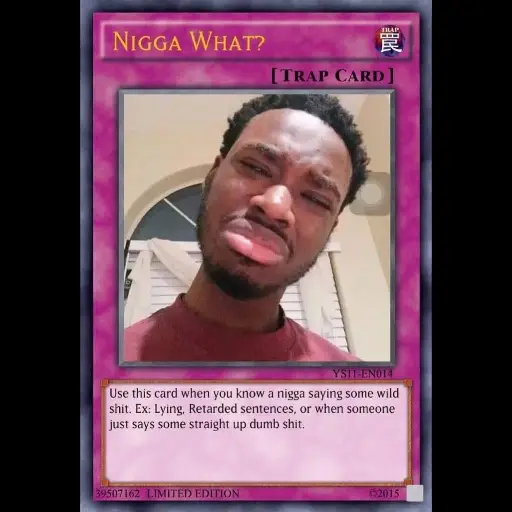 Nigga What?
TRAP
罠
[Trap Card]
YS11-EN014
Use this card when you know a nigga saying some wild
shit. Ex: Lying, Retarded sentences, or when someone
just says some straight up dumb shit.
39507162 LIMITED EDITION ©2015